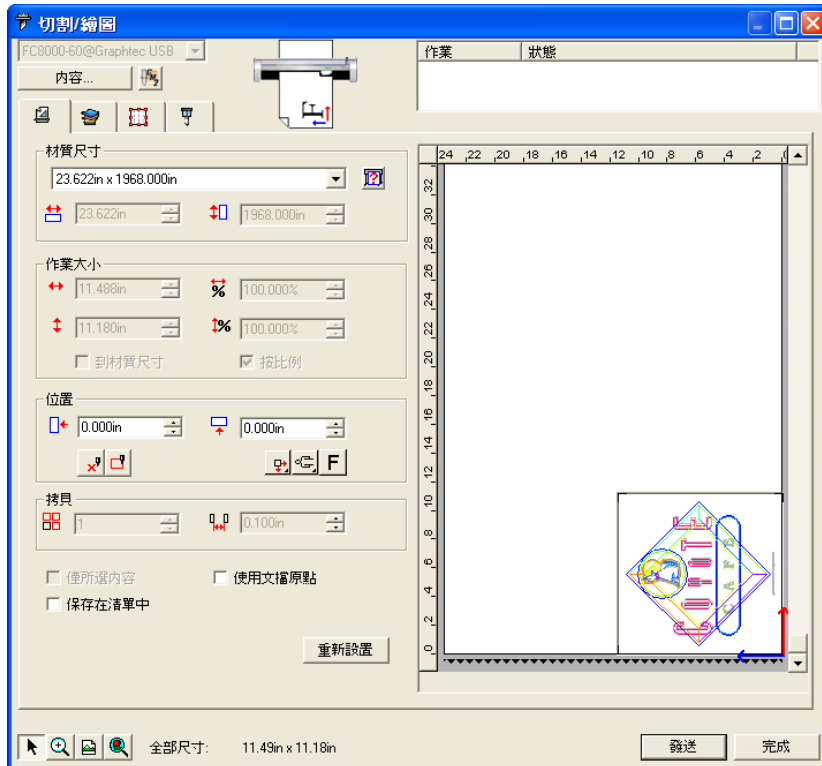 切割/繪圖
FC8000-60@Graphtec USB
內容...
作業 狀態
材質尺寸
23.622in x 1968.000in
23.622in 1968.000in
作業大小
11.488in 100.000%
11.180in 100.000%
到材質尺寸 按比例
位置
0.000in 0.000in
F
拷貝
1 0.100in
僅所選內容 使用文擋原點
保存在清單中
重新設置
24 22 20 18 16 14 12 10 8 6 4 2 0
32
30
28
26
24
22
20
18
16
14
12
10
8
6
4
2
0
COYOTE
CAFE
全部尺寸: 11.49in x 11.18in
發送 完成